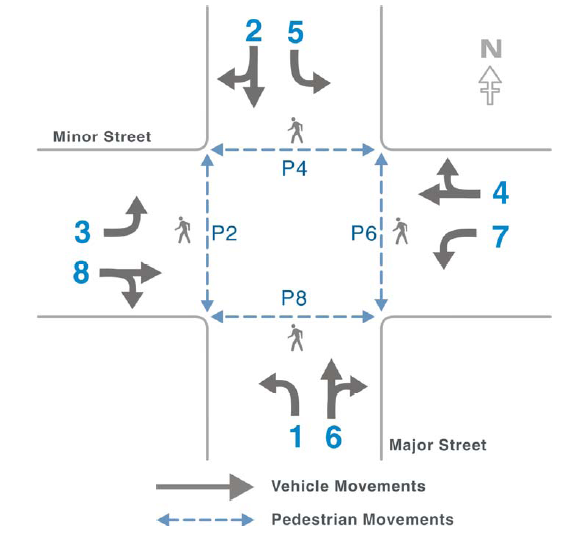 2 5
N
Minor Street
P4
4
3
P2
P6
7
8
P8
1 6
Major Street
Vehicle Movements
Pedestrian Movements